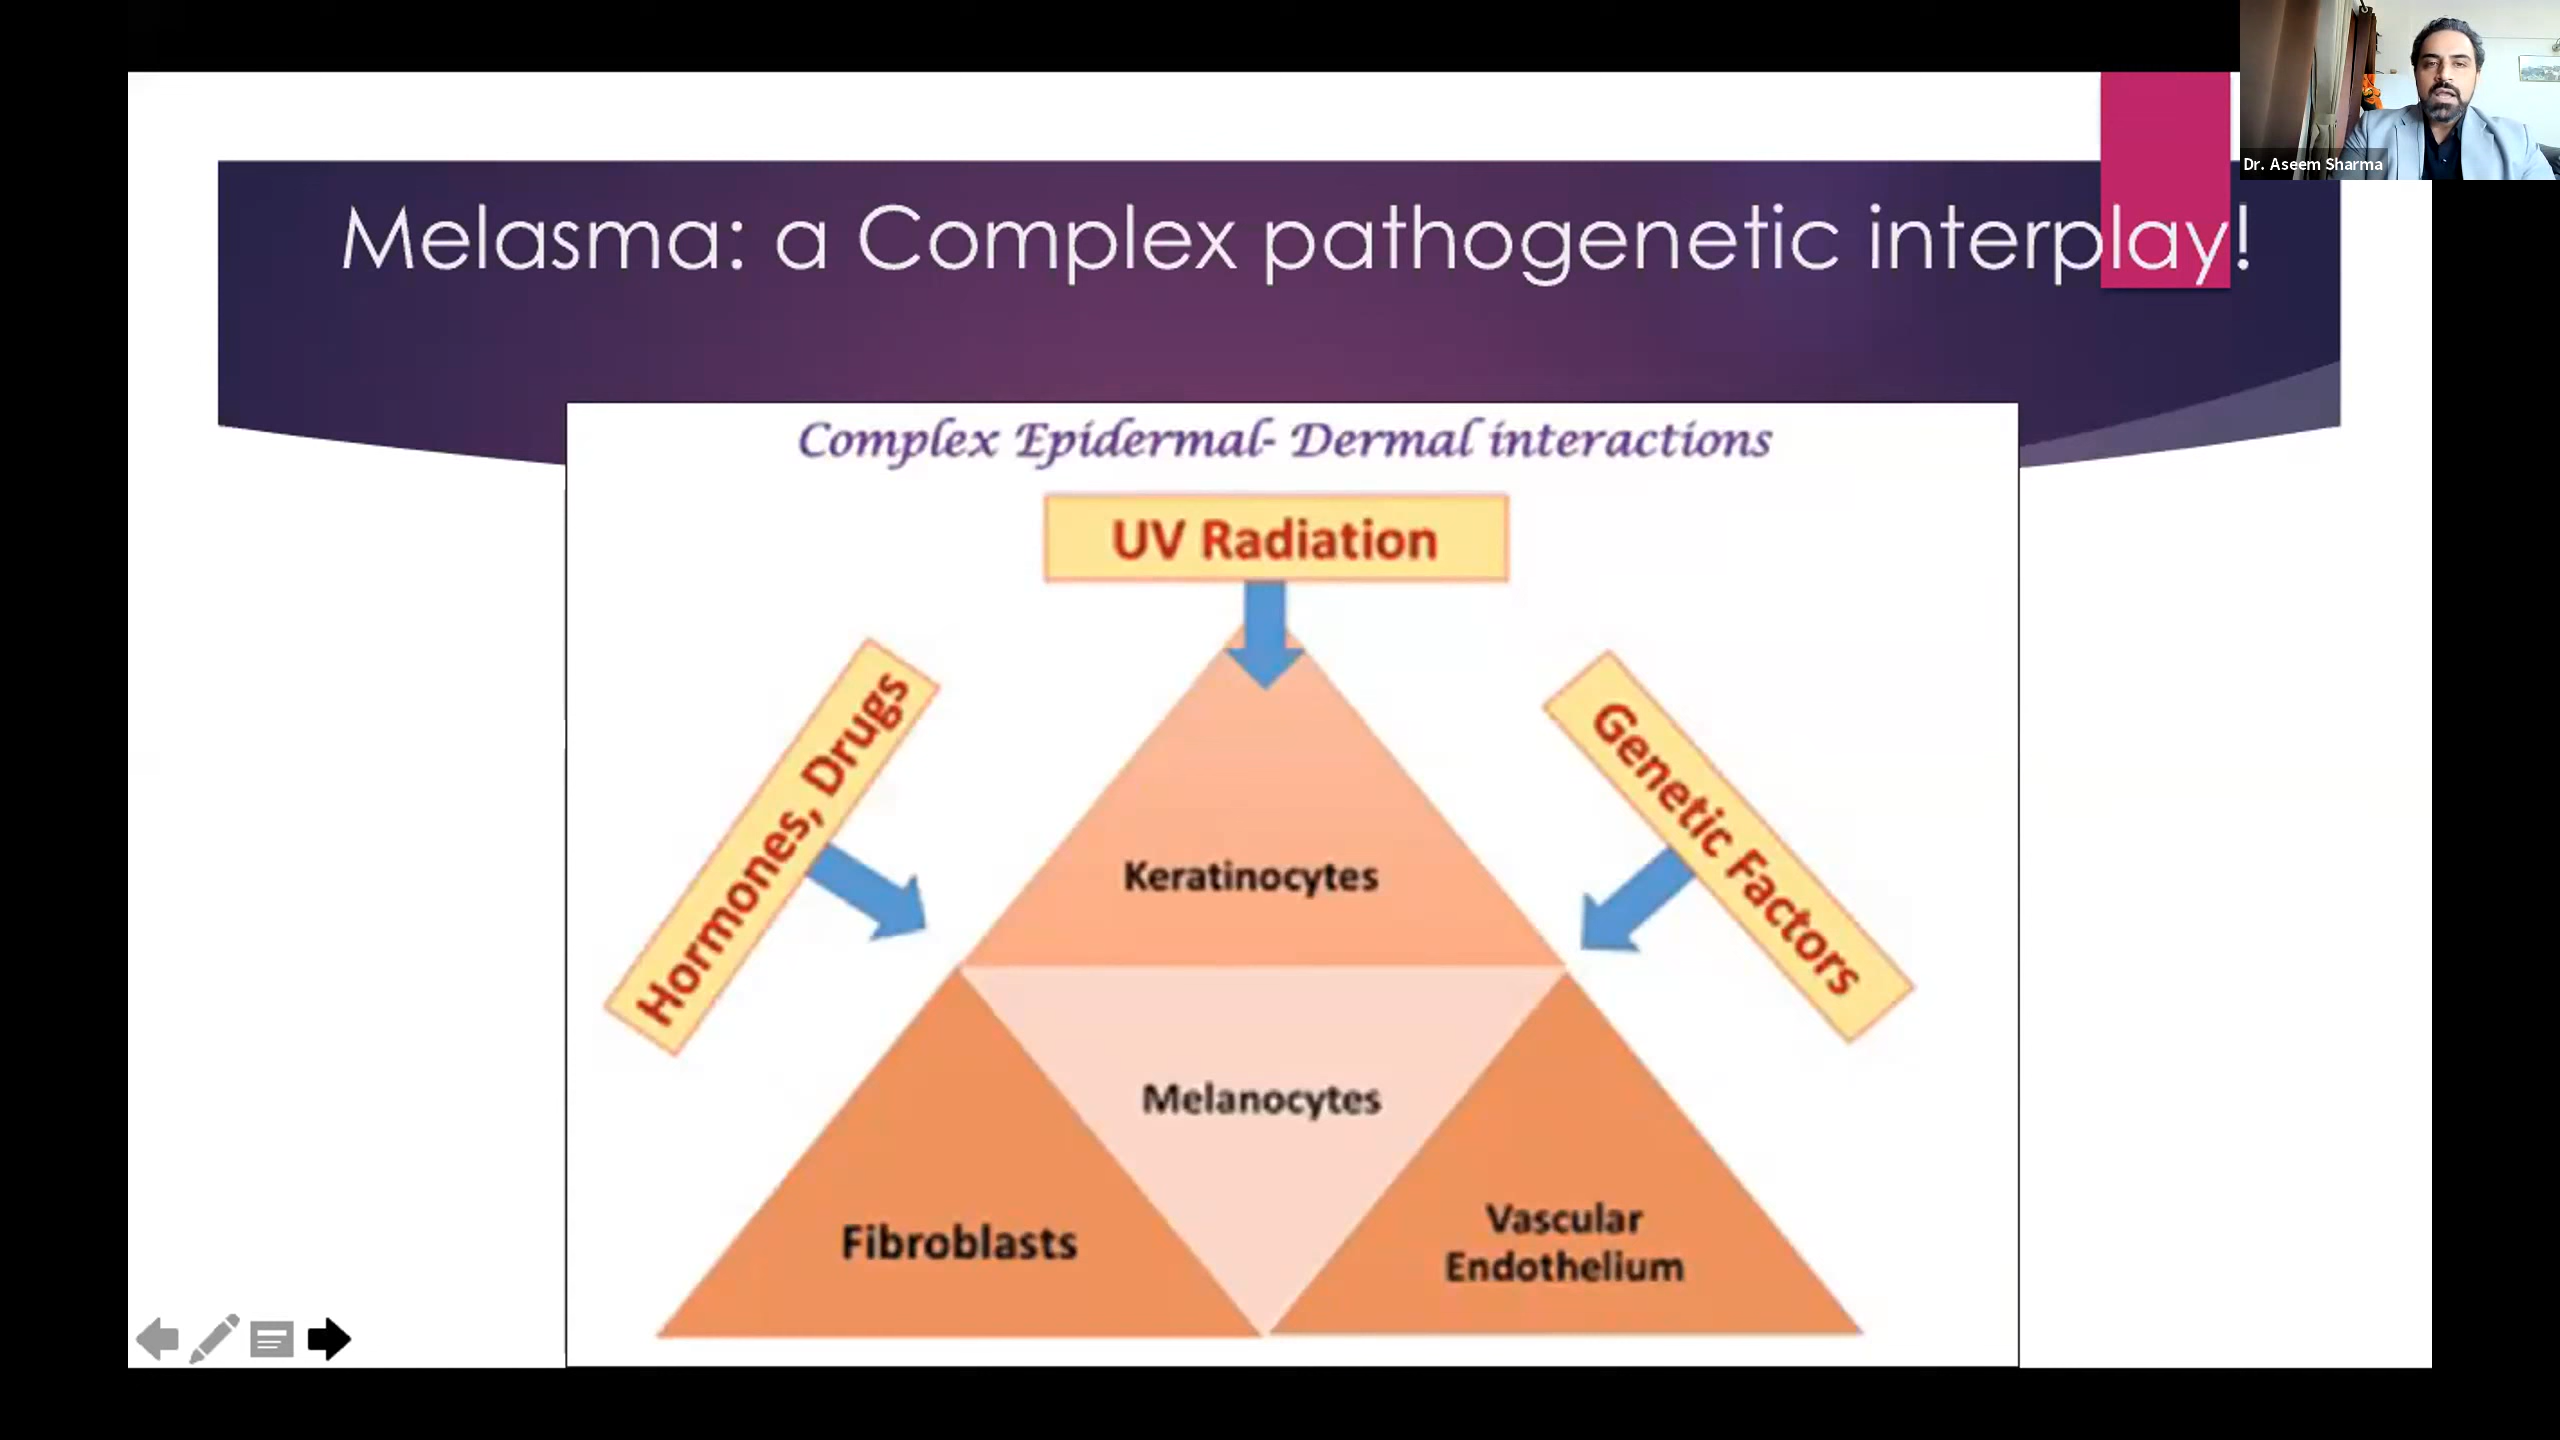 Dr. Aseem Sharma
Melasma: a Complex pathogenetic interplay!
Complex Epidermal- Dermal interactions
UV Radiation
Hormones, Drugs
Genetic Factors
Keratinocytes
Melanocytes
Fibroblasts
Vascular
Endothelium